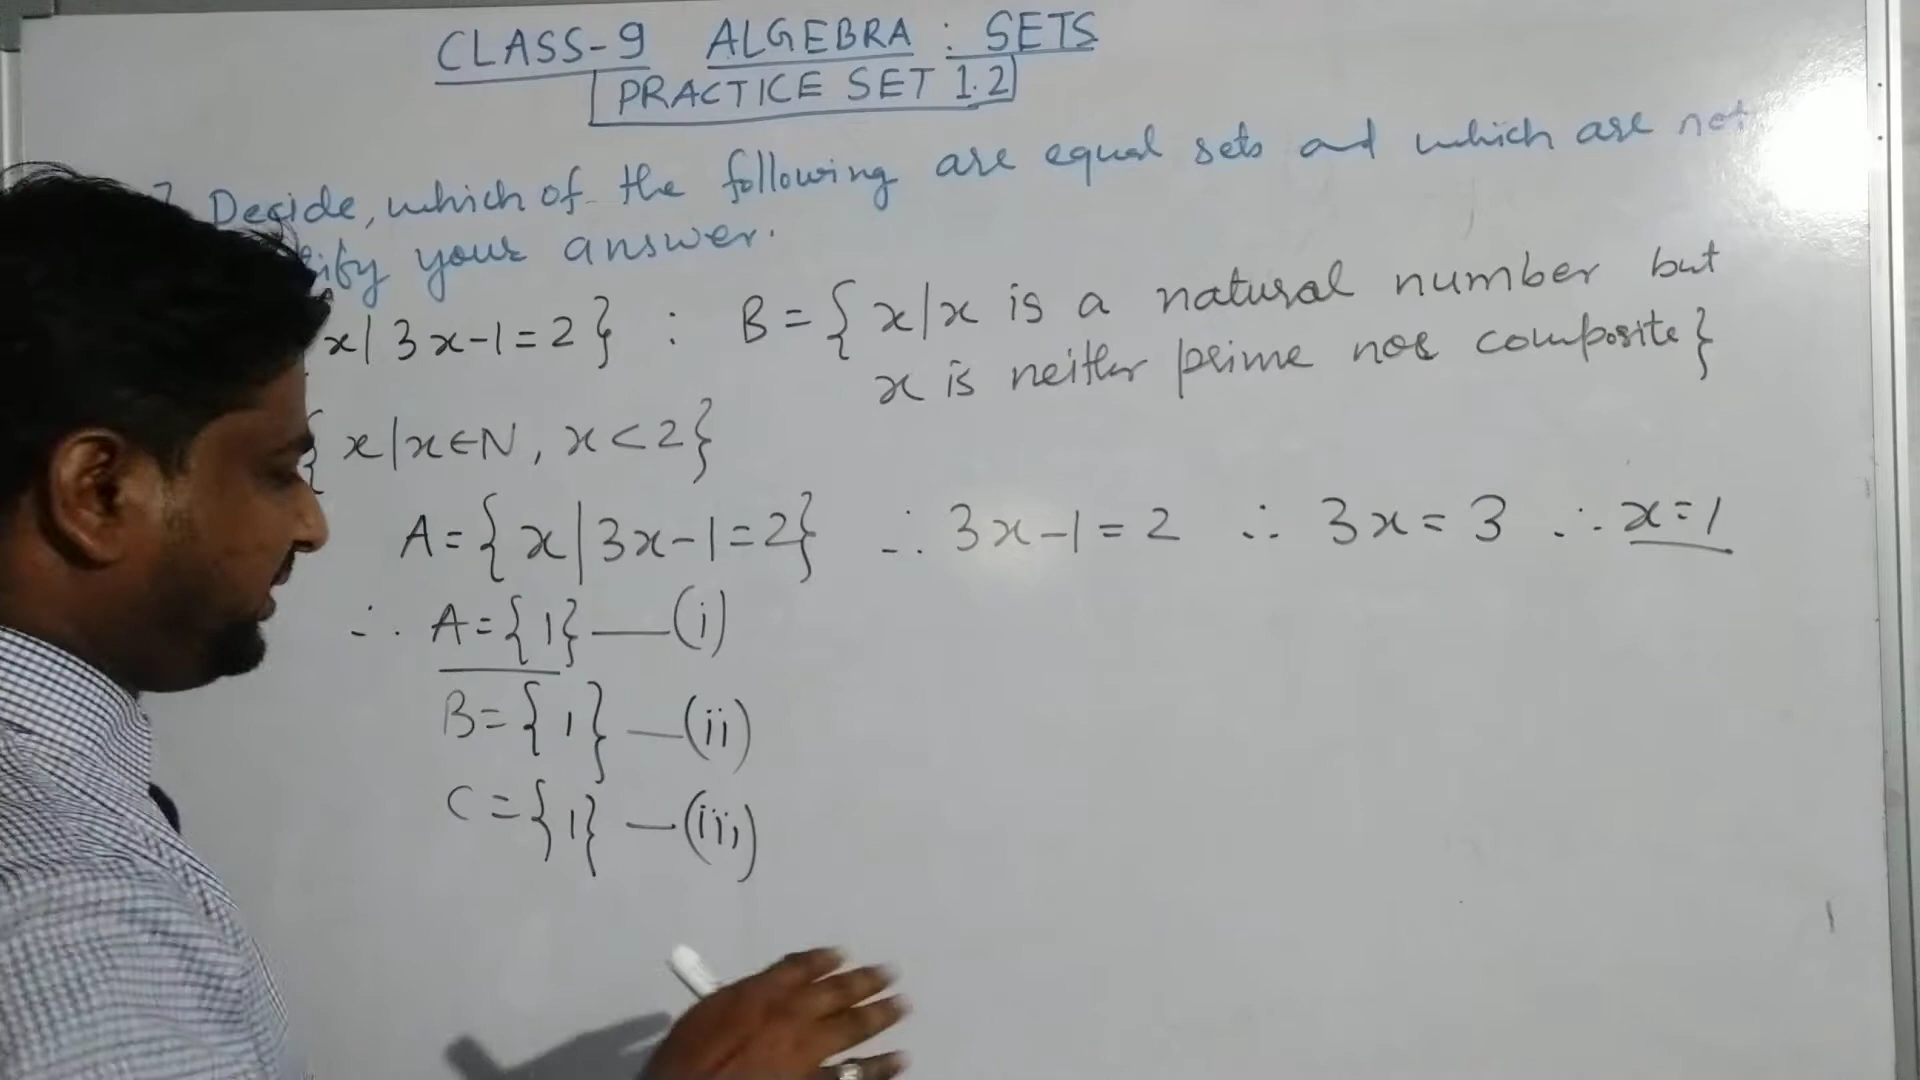 CLASS-9 ALGEBRA : SETS
PRACTICE SET 1.2
Decide, which of the following are equal sets and which are not
your answer.
x | 3x-1=2} : B = { x/x is a natural number but
x is neither prime nor composite}
{ x/x∈N, x<2}
A = { x | 3x-1=2} ∴ 3x-1=2 ∴ 3x=3 ∴ x=1
∴ A={1} —(i)
B={1} —(ii)
C={1} —(iii)